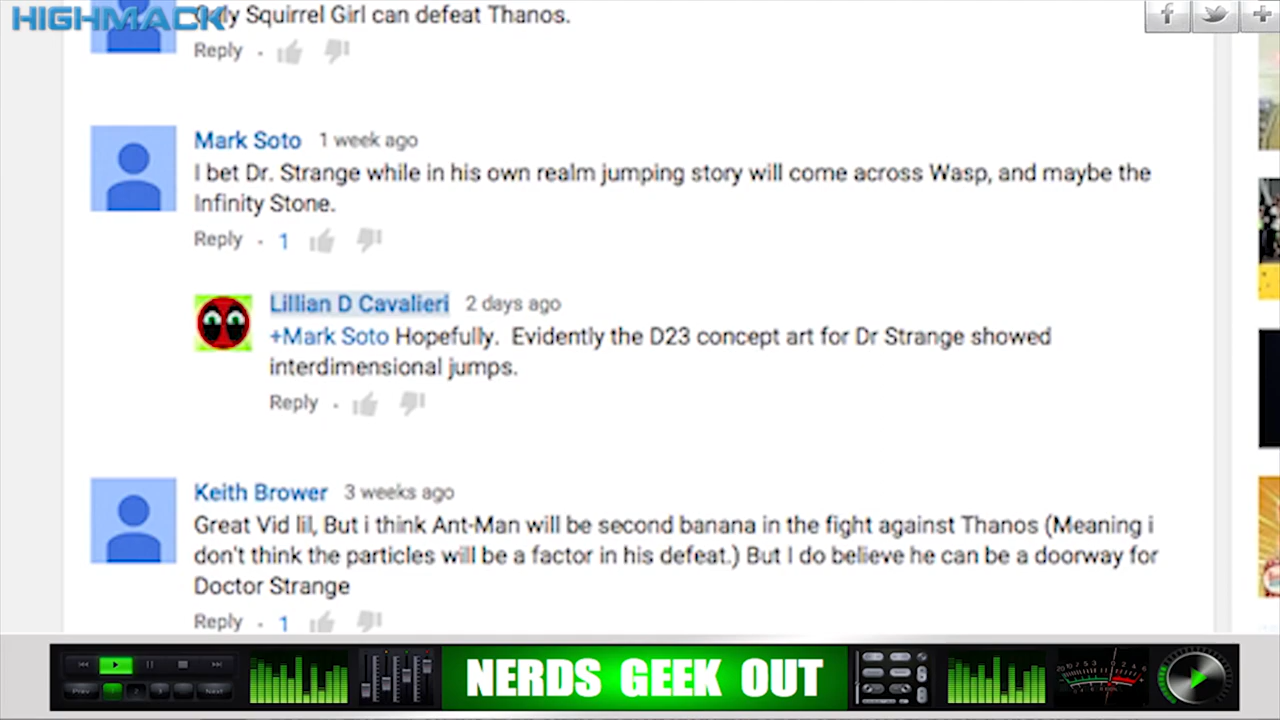 HIGHMACK
Only Squirrel Girl can defeat Thanos.
Reply
Mark Soto 1 week ago
I bet Dr. Strange while in his own realm jumping story will come across Wasp, and maybe the
Infinity Stone.
Reply · 1
Lillian D Cavalieri 2 days ago
+Mark Soto Hopefully. Evidently the D23 concept art for Dr Strange showed
interdimensional jumps.
Reply ·
Keith Brower 3 weeks ago
Great Vid lil, But i think Ant-Man will be second banana in the fight against Thanos (Meaning i
don't think the particles will be a factor in his defeat.) But I do believe he can be a doorway for
Doctor Strange
Reply · 1
Prev Next
NERDS GEEK OUT